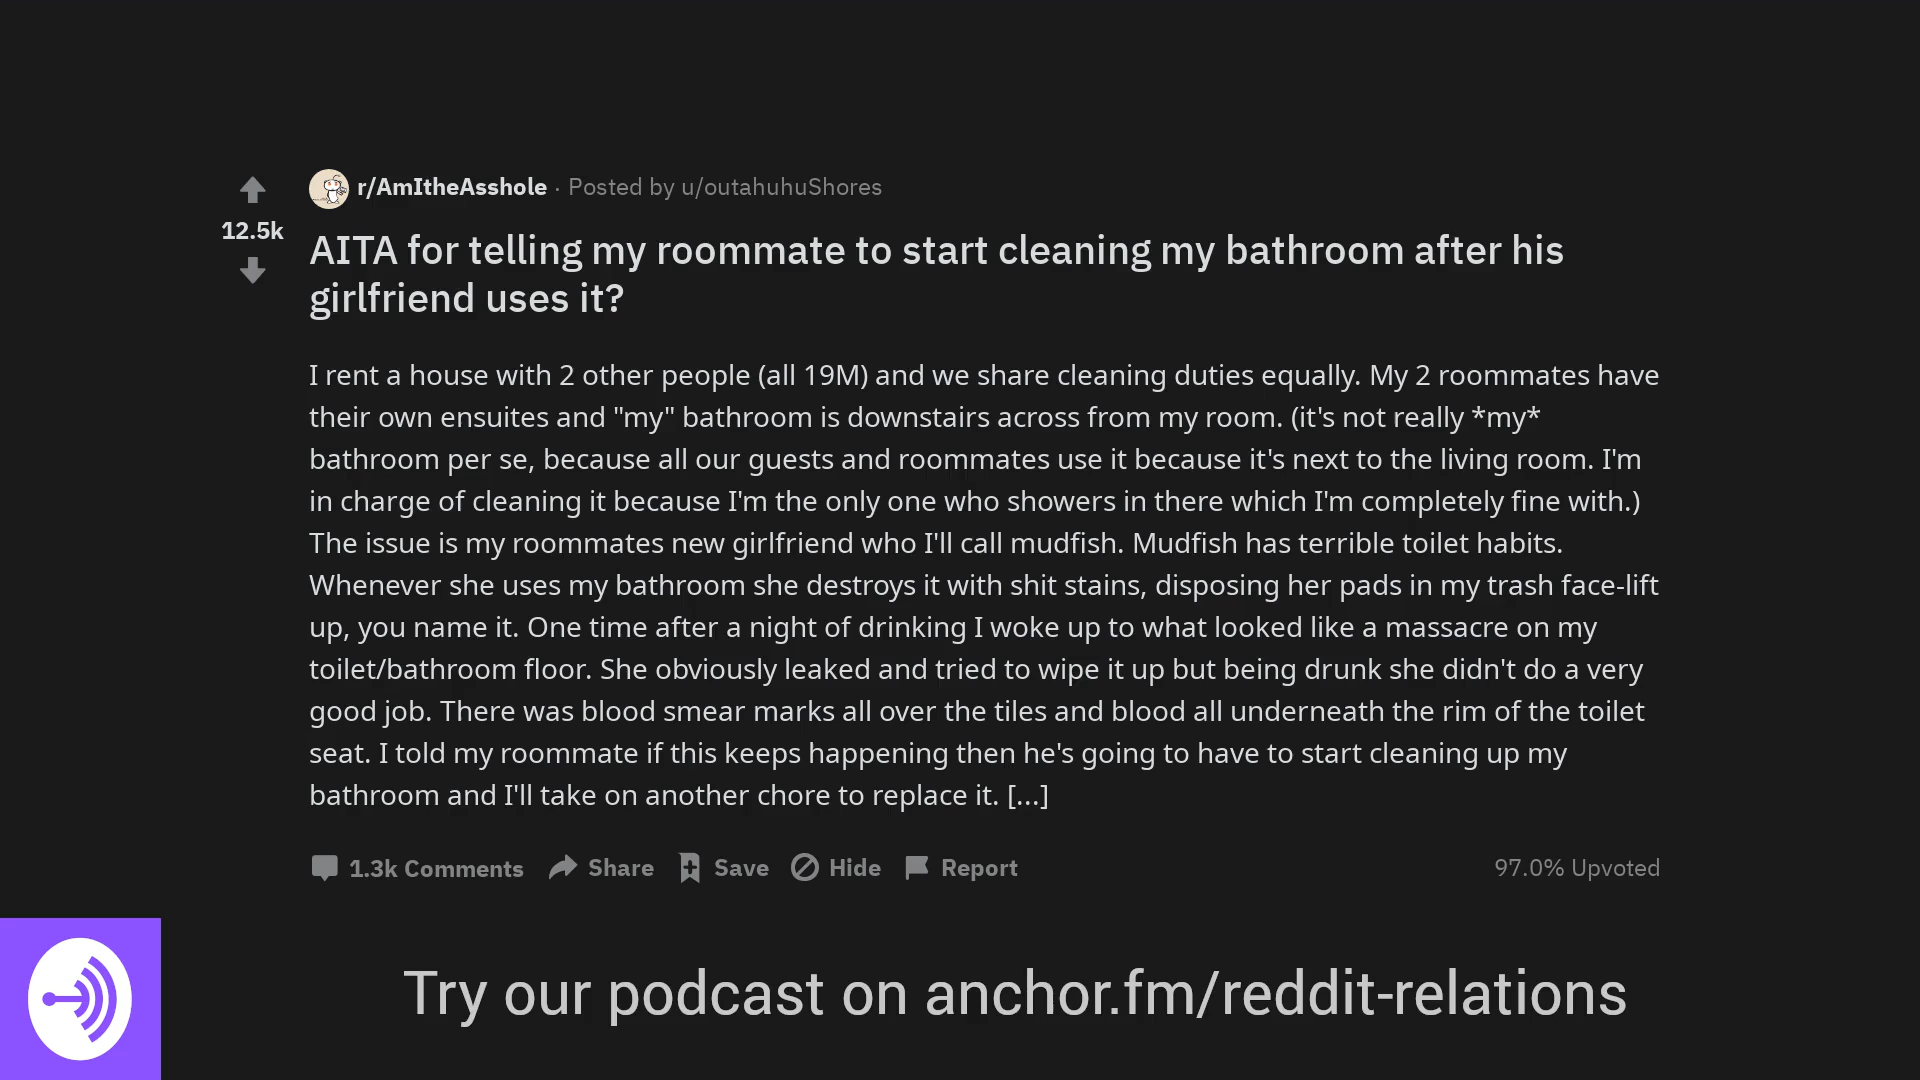 r/AmItheAsshole · Posted by u/outahuhuShores
12.5k
AITA for telling my roommate to start cleaning my bathroom after his
girlfriend uses it?
I rent a house with 2 other people (all 19M) and we share cleaning duties equally. My 2 roommates have
their own ensuites and "my" bathroom is downstairs across from my room. (it's not really *my*
bathroom per se, because all our guests and roommates use it because it's next to the living room. I'm
in charge of cleaning it because I'm the only one who showers in there which I'm completely fine with.)
The issue is my roommates new girlfriend who I'll call mudfish. Mudfish has terrible toilet habits.
Whenever she uses my bathroom she destroys it with shit stains, disposing her pads in my trash face-lift
up, you name it. One time after a night of drinking I woke up to what looked like a massacre on my
toilet/bathroom floor. She obviously leaked and tried to wipe it up but being drunk she didn't do a very
good job. There was blood smear marks all over the tiles and blood all underneath the rim of the toilet
seat. I told my roommate if this keeps happening then he's going to have to start cleaning up my
bathroom and I'll take on another chore to replace it. [...]
1.3k Comments Share Save Hide Report 97.0% Upvoted
Try our podcast on anchor.fm/reddit-relations